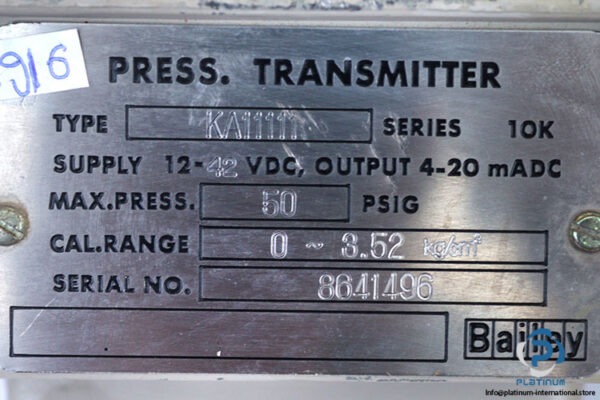 916
PRESS. TRANSMITTER
TYPE KA11111 SERIES 10K
SUPPLY 12-42 VDC, OUTPUT 4-20 mADC
MAX.PRESS. 50 PSIG
CAL.RANGE 0 ~ 3.52 kg/cm²
SERIAL NO. 8641496
Bailey
PLATINUM
Info@platinum-international.store